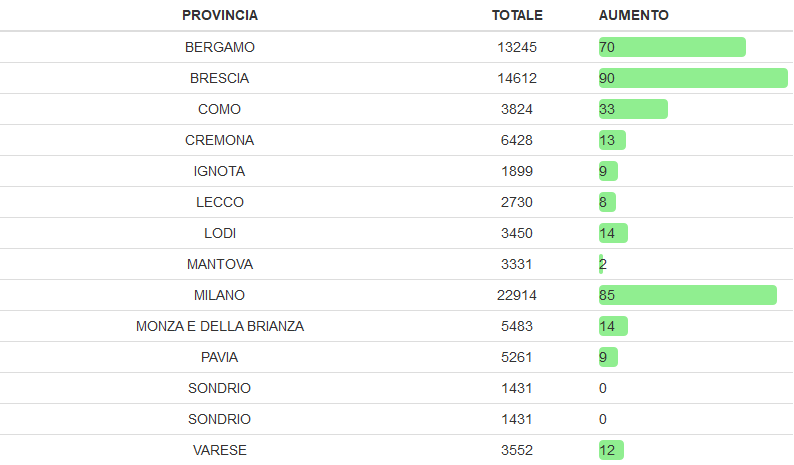 PROVINCIA TOTALE AUMENTO
BERGAMO 13245 70
BRESCIA 14612 90
COMO 3824 33
CREMONA 6428 13
IGNOTA 1899 9
LECCO 2730 8
LODI 3450 14
MANTOVA 3331 2
MILANO 22914 85
MONZA E DELLA BRIANZA 5483 14
PAVIA 5261 9
SONDRIO 1431 0
SONDRIO 1431 0
VARESE 3552 12